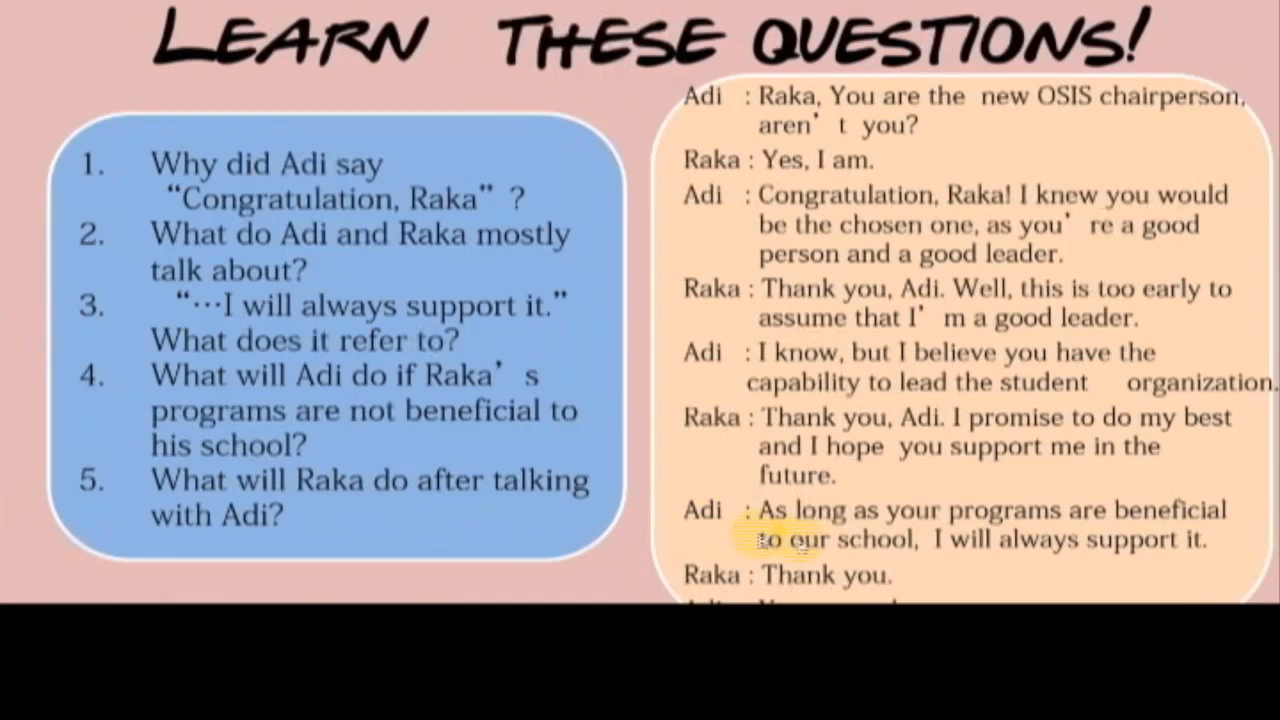 LEARN THESE QUESTIONS!
1. Why did Adi say
“Congratulation, Raka” ?
2. What do Adi and Raka mostly
talk about?
3. “…I will always support it.”
What does it refer to?
4. What will Adi do if Raka’ s
programs are not beneficial to
his school?
5. What will Raka do after talking
with Adi?
Adi : Raka, You are the new OSIS chairperson,
aren’ t you?
Raka : Yes, I am.
Adi : Congratulation, Raka! I knew you would
be the chosen one, as you’ re a good
person and a good leader.
Raka : Thank you, Adi. Well, this is too early to
assume that I’ m a good leader.
Adi : I know, but I believe you have the
capability to lead the student organization.
Raka : Thank you, Adi. I promise to do my best
and I hope you support me in the
future.
Adi : As long as your programs are beneficial
to our school, I will always support it.
Raka : Thank you.